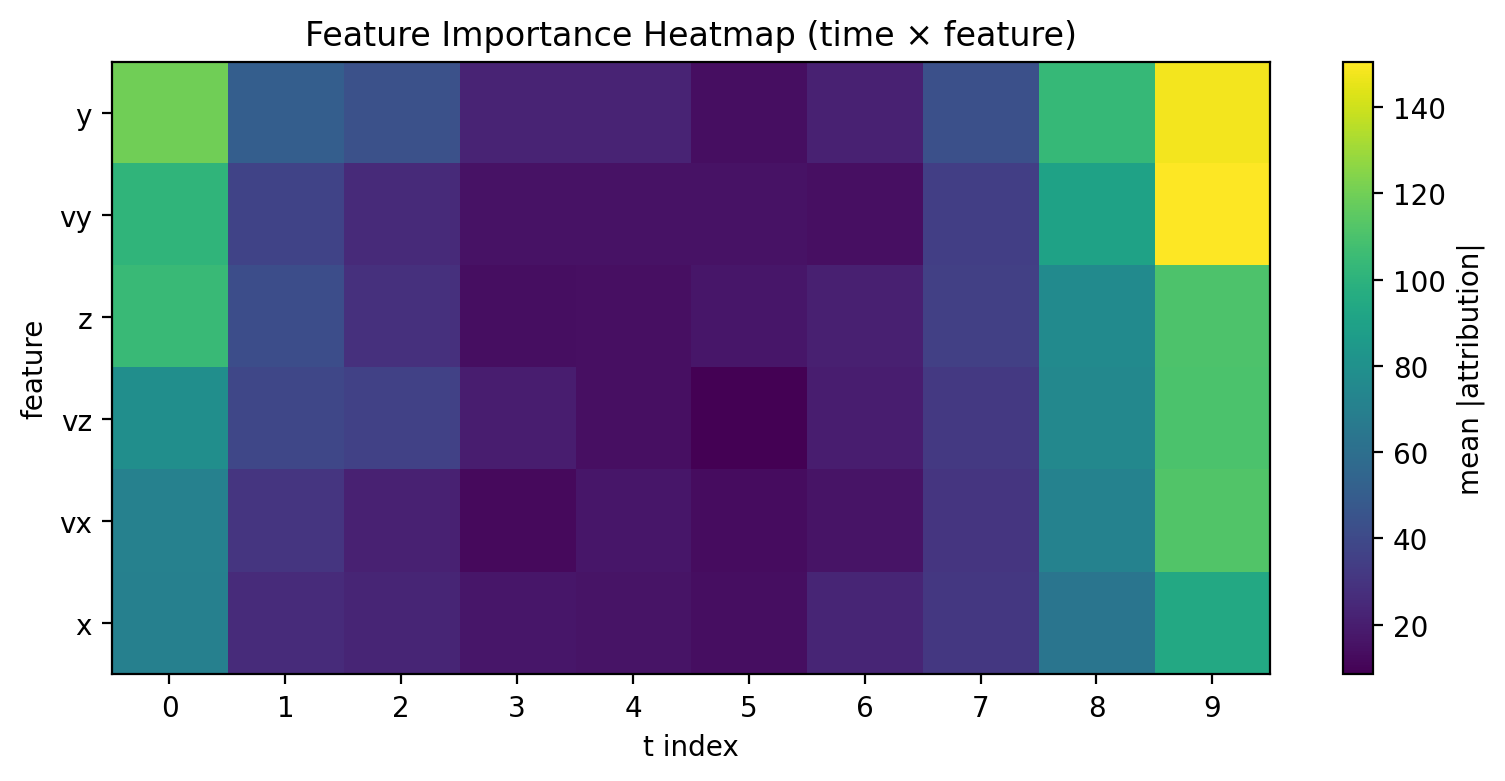 Feature Importance Heatmap (time × feature)
y
vy
z
vz
vx
x
feature
0 1 2 3 4 5 6 7 8 9
t index
140
120
100
80
60
40
20
mean |attribution|